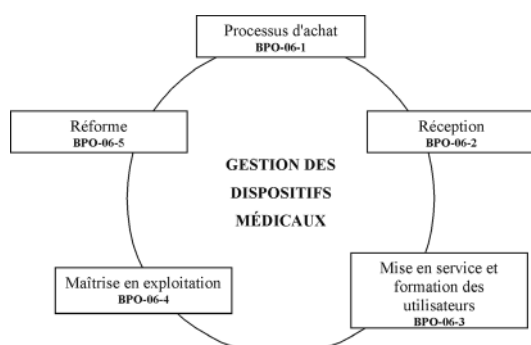 Processus d'achat
BPO-06-1
Réforme
BPO-06-5
Réception
BPO-06-2
GESTION DES
DISPOSITIFS
MÉDICAUX
Maîtrise en exploitation
BPO-06-4
Mise en service et
formation des
utilisateurs
BPO-06-3